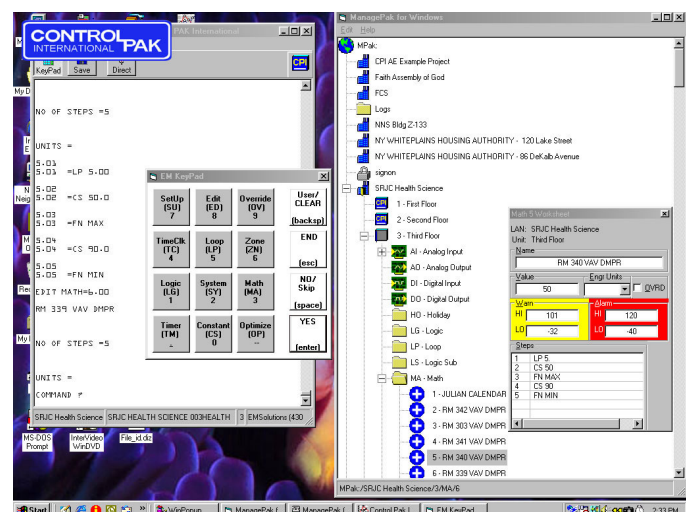 CONTROL
INTERNATIONAL PAK
PAK International
KeyPad Save Direct
CPI
NO OF STEPS =5
UNITS =
5.01
5.01 =LP 5.00
5.02
5.02 =CS 50.0
5.03
5.03 =FN MAX
5.04
5.04 =CS 90.0
5.05
5.05 =FN MIN
EDIT MATH=6.00
RM 339 VAV DMPR
NO OF STEPS =5
UNITS =
COMMAND ?
SRJC Health Science SRJC HEALTH SCIENCE 003HEALTH 3 EMSolutions (430
EM KeyPad
SetUp (SU) 7
Edit (ED) 8
Override (OV) 9
User/ CLEAR (backsp)
TimeClk (TC) 4
Loop (LP) 5
Zone (ZN) 6
END (esc)
Logic (LG) 1
System (SY) 2
Math (MA) 3
NO/ Skip (space)
Timer (TM) .
Constant (CS) 0
Optimize (OP) --
YES (enter)
MS-DOS Prompt
InterVideo WinDVD
File_id.diz
ManagePak for Windows
Edit Help
MPak:
CPI AE Example Project
Faith Assembly of God
FCS
Logs
NNS Bldg Z-133
NY WHITEPLAINS HOUSING AUTHORITY - 120 Lake Street
NY WHITEPLAINS HOUSING AUTHORITY - 86 DeKalb Avenue
signon
SRJC Health Science
CPI 1 - First Floor
CPI 2 - Second Floor
3 - Third Floor
AI - Analog Input
AO - Analog Output
DI - Digital Input
DO - Digital Output
HO - Holiday
LG - Logic
LP - Loop
LS - Logic Sub
MA - Math
1 - JULIAN CALENDAR
2 - RM 342 VAV DMPR
3 - RM 303 VAV DMPR
4 - RM 341 VAV DMPR
5 - RM 340 VAV DMPR
6 - RM 339 VAV DMPR
MPak:/SRJC Health Science/3/MA/6
Math 5 Worksheet
LAN: SRJC Health Science
Unit: Third Floor
Name
RM 340 VAV DMPR
Value Engr Units
50 OVRD
Warn Alarm
HI 101 HI 120
LO -32 LO -40
Steps
1 LP 5.
2 CS 50
3 FN MAX
4 CS 90
5 FN MIN
Start WinPopup ManagePak f ManagePak f Control Pak I EM KeyPad 2:33 PM